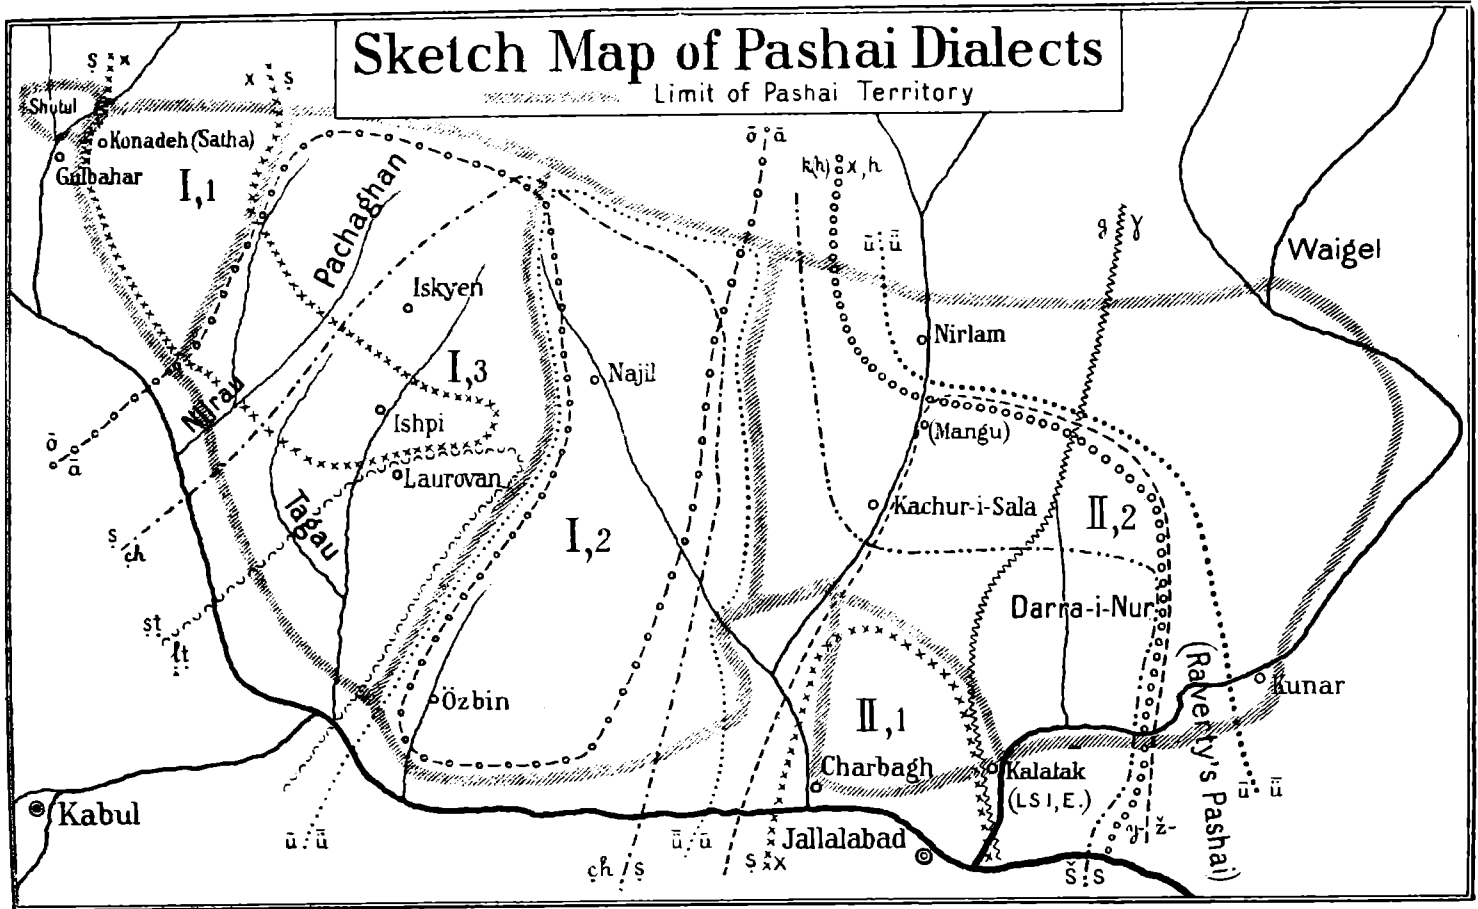 Sketch Map of Pashai Dialects
Limit of Pashai Territory
ṣ x
x ṣ
Shutul
Konadeh (Satha)
Gulbahar
I,1
Pachaghan
ō ā
k(h) x, h
ū ǖ
g γ
Waigel
Iskyen
Nirlam
I,3
Najil
Nijrau
Ishpi
(Mangu)
ō
ā
Laurovan
Kachur-i-Sala
II,2
Tagau
I,2
ṣ
c̣h
Darra-i-Nur
ṣt
ḷt
(Raverty's Pashai)
Kunar
Özbin
II,1
Charbagh
Kalatak
(LSI, E.)
Kabul
ū ǖ
c̣h ṣ
ǖ ū
ṣ x
Jallalabad
y- ž-
ū ǖ
š s